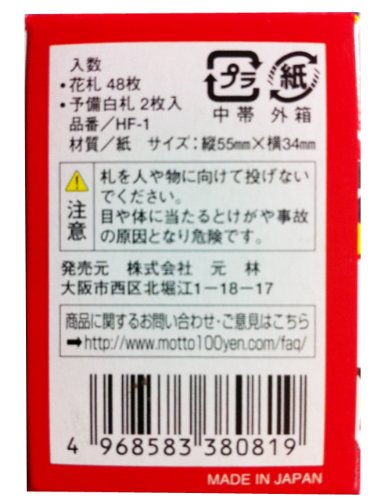 入数
・花札 48枚
・予備白札 2枚入
品番/HF-1
材質/紙 サイズ:縦55mm×横34mm
プラ
中帯
紙
外箱
注意
札を人や物に向けて投げない
でください。
目や体に当たるとけがや事故
の原因となり危険です。
発売元 株式会社 元 林
大阪市西区北堀江1-18-17
商品に関するお問い合わせ・ご意見はこちら
➡http://www.motto100yen.com/faq/
4 968583 380819
MADE IN JAPAN